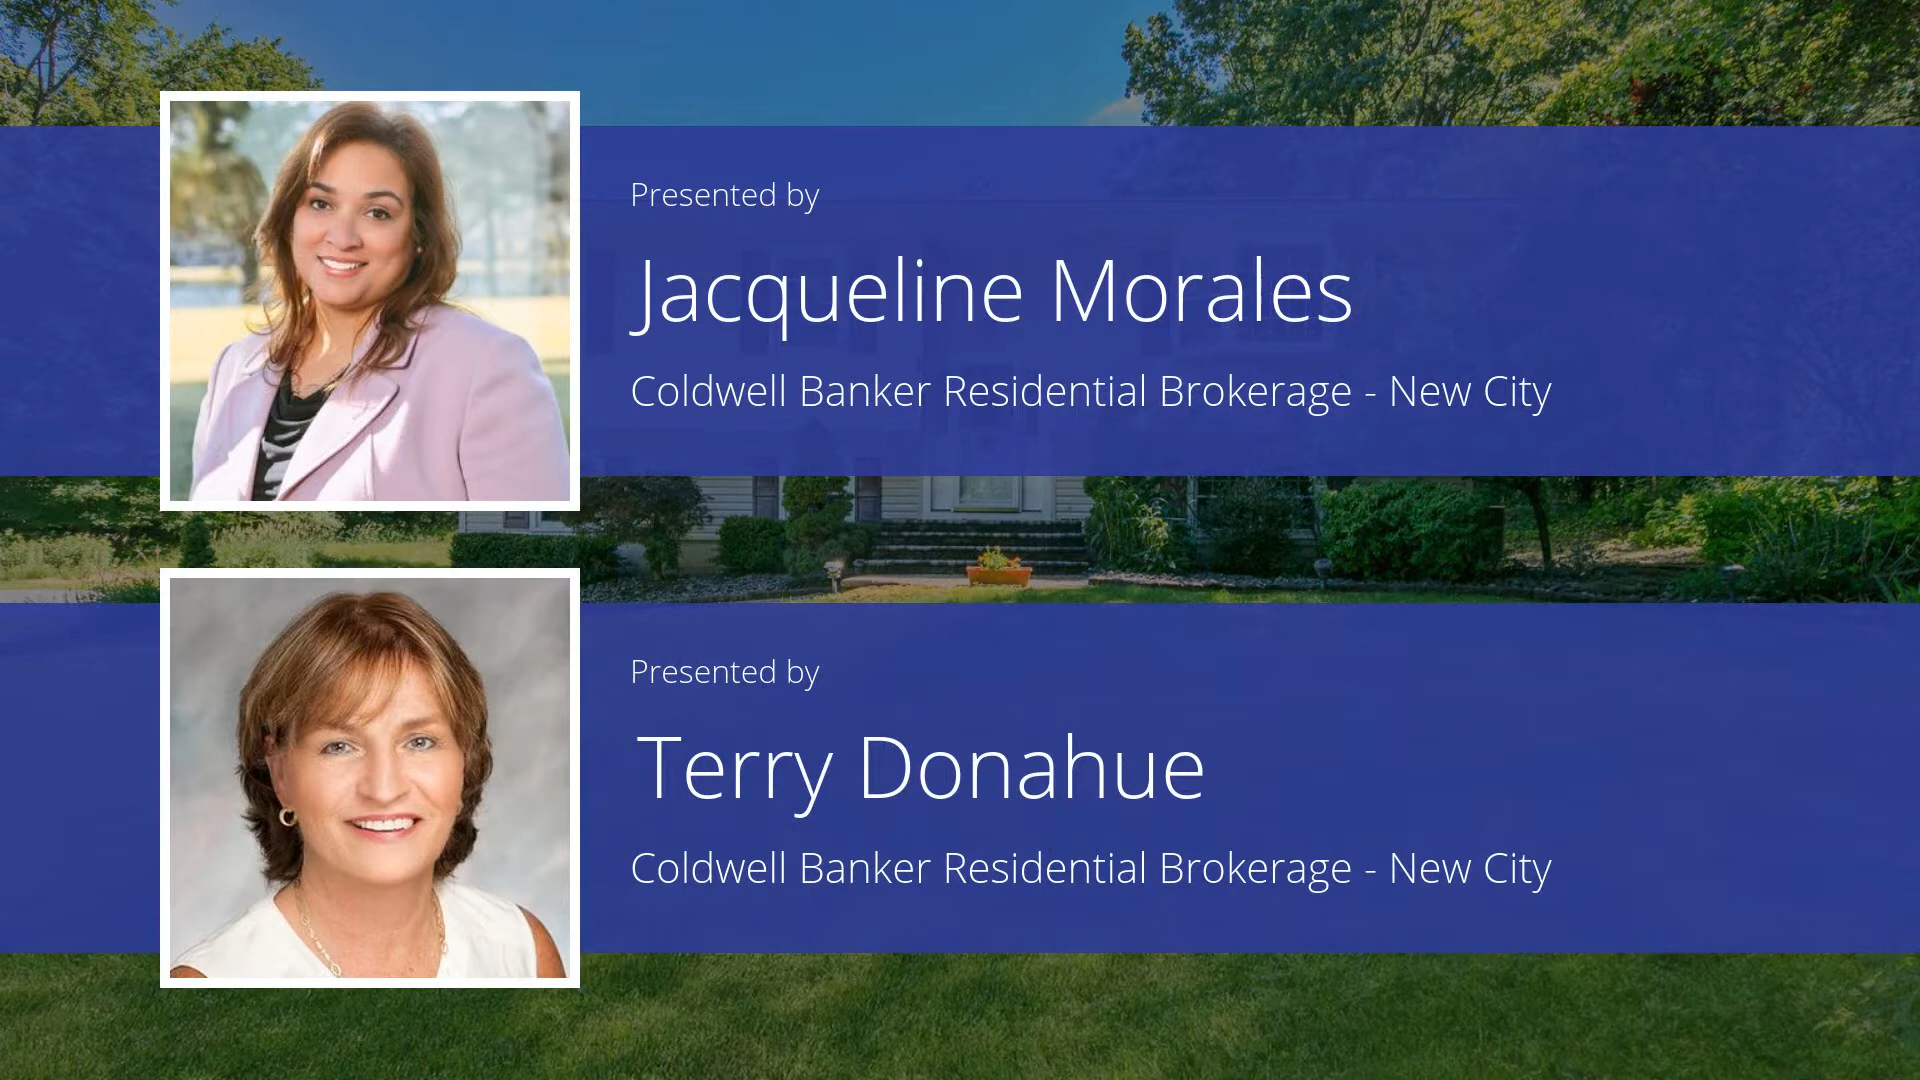 Presented by
Jacqueline Morales
Coldwell Banker Residential Brokerage - New City
Presented by
Terry Donahue
Coldwell Banker Residential Brokerage - New City